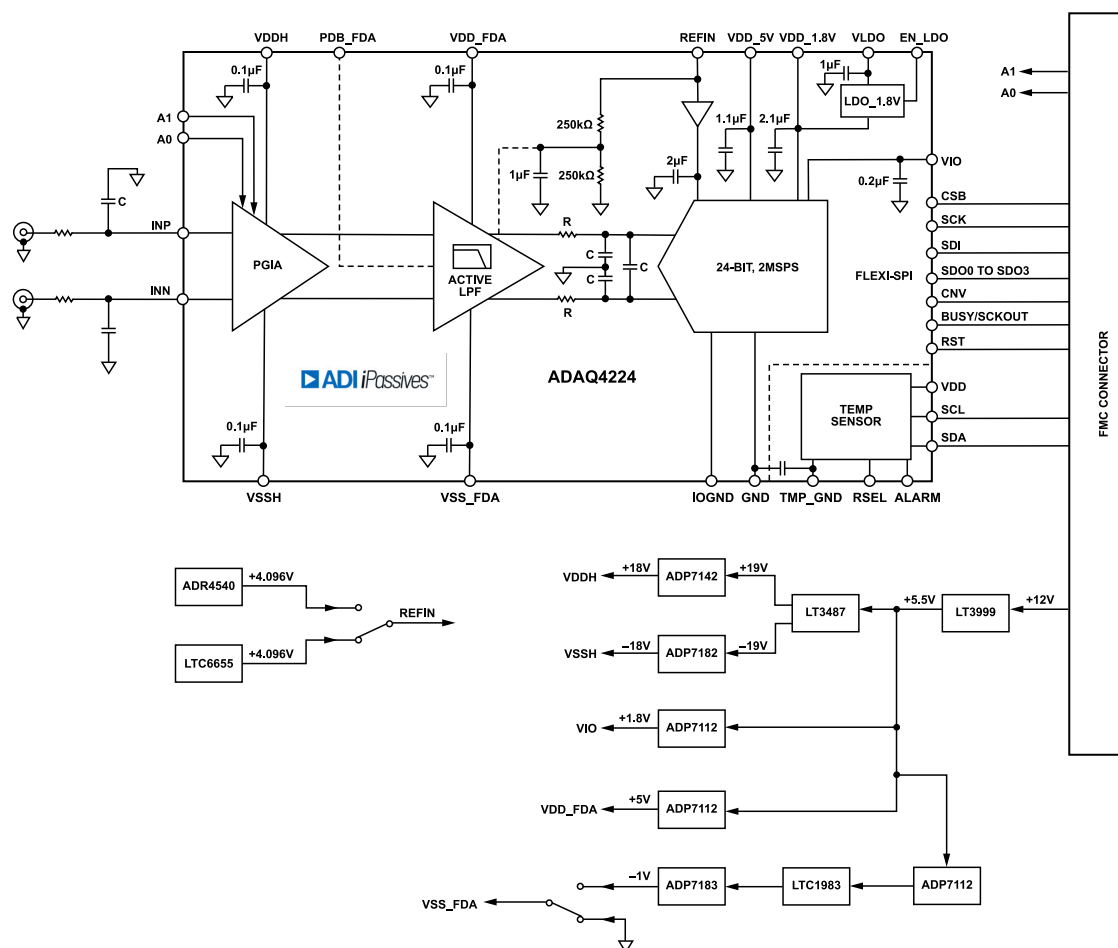 VDDH
PDB_FDA
VDD_FDA
REFIN
VDD_5V
VDD_1.8V
VLDO
EN_LDO
0.1µF
0.1µF
1µF
LDO_1.8V
A1
A0
A1
A0
250kΩ
1.1µF
2.1µF
1µF
250kΩ
2µF
VIO
0.2µF
C
CSB
SCK
INP
R
PGIA
ACTIVE
LPF
C
C
C
24-BIT, 2MSPS
FLEXI-SPI
SDI
SDO0 TO SDO3
CNV
INN
R
BUSY/SCKOUT
RST
ADI iPassives™
ADAQ4224
TEMP
SENSOR
VDD
SCL
SDA
FMC CONNECTOR
0.1µF
0.1µF
VSSH
VSS_FDA
IOGND
GND
TMP_GND
RSEL
ALARM
ADR4540
+4.096V
REFIN
LTC6655
+4.096V
VDDH
+18V
ADP7142
+19V
LT3487
+5.5V
LT3999
+12V
VSSH
−18V
ADP7182
−19V
VIO
+1.8V
ADP7112
VDD_FDA
+5V
ADP7112
VSS_FDA
−1V
ADP7183
LTC1983
ADP7112